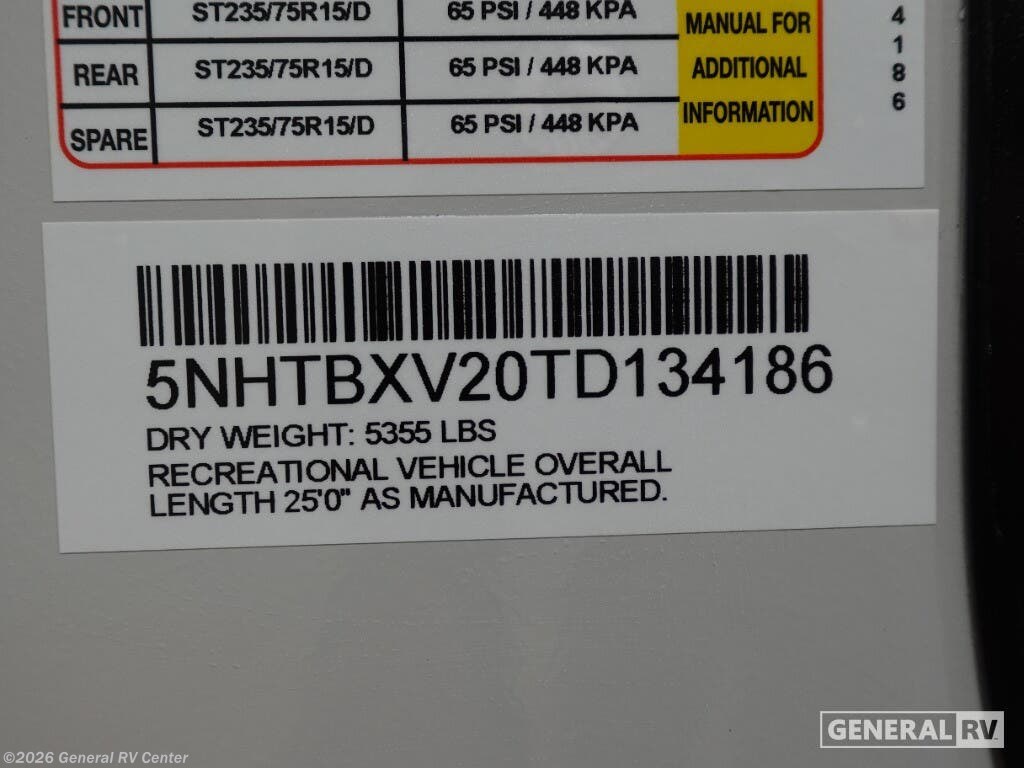 FRONT ST235/75R15/D 65 PSI / 448 KPA MANUAL FOR
REAR ST235/75R15/D 65 PSI / 448 KPA ADDITIONAL
SPARE ST235/75R15/D 65 PSI / 448 KPA INFORMATION
4
1
8
6
5NHTBXV20TD134186
DRY WEIGHT: 5355 LBS
RECREATIONAL VEHICLE OVERALL
LENGTH 25'0" AS MANUFACTURED.
GENERAL RV
©2026 General RV Center